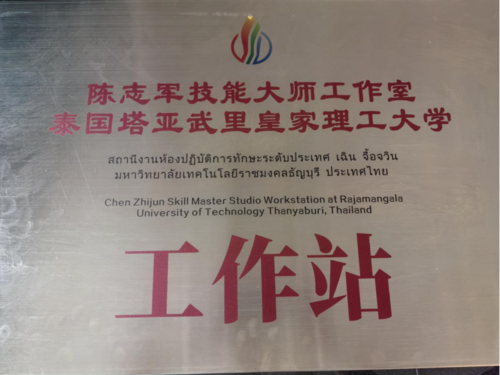 陈志军技能大师工作室
泰国塔亚武里皇家理工大学
สถานีงานห้องปฏิบัติการทักษะระดับประเทศ เฉิน จื้อจวิน
มหาวิทยาลัยเทคโนโลยีราชมงคลธัญบุรี ประเทศไทย
Chen Zhijun Skill Master Studio Workstation at Rajamangala
University of Technology Thanyaburi, Thailand
工作站